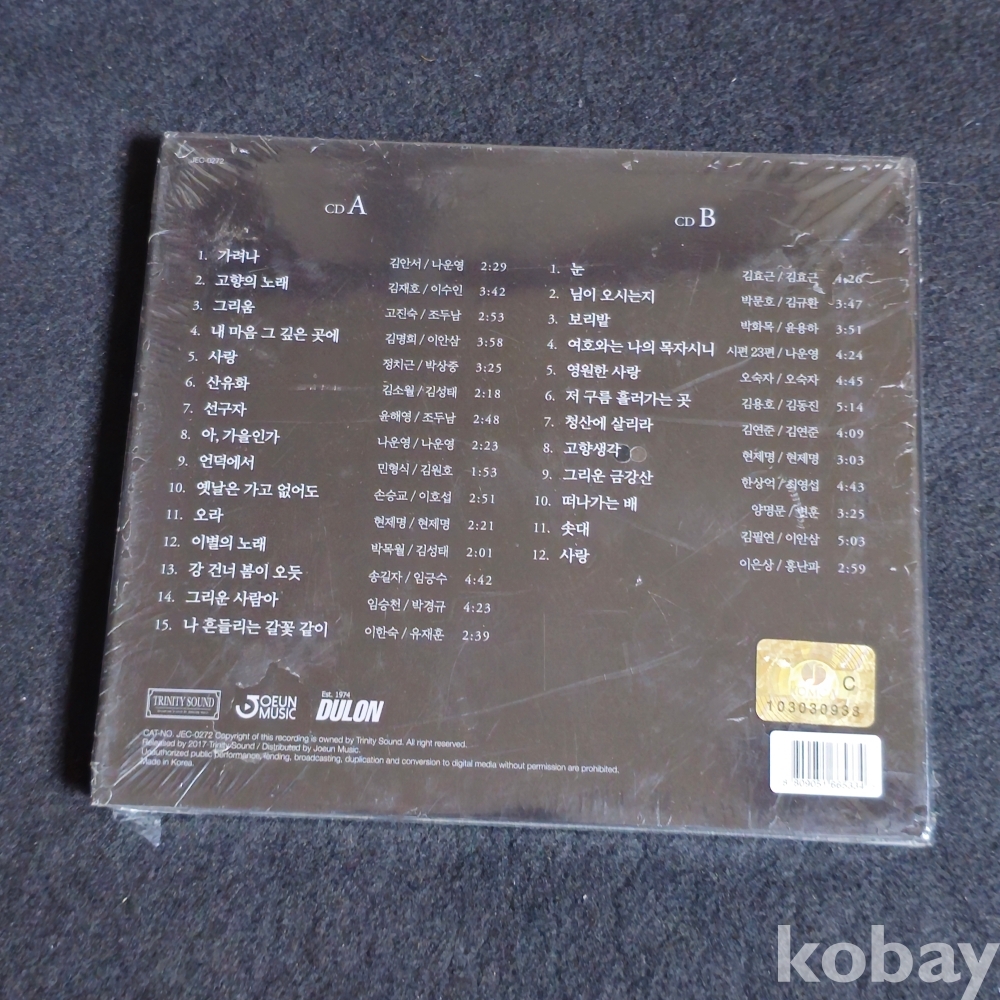 JEC-0272
CD A
1. 가려나 김안서 / 나운영 2:29
2. 고향의 노래 김재호 / 이수인 3:42
3. 그리움 고진숙 / 조두남 2:53
4. 내 마음 그 깊은 곳에 김명희 / 이안삼 3:58
5. 사랑 정치근 / 박상중 3:25
6. 산유화 김소월 / 김성태 2:18
7. 선구자 윤해영 / 조두남 2:48
8. 아, 가을인가 나운영 / 나운영 2:23
9. 언덕에서 민형식 / 김원호 1:53
10. 옛날은 가고 없어도 손승교 / 이호섭 2:51
11. 오라 현제명 / 현제명 2:21
12. 이별의 노래 박목월 / 김성태 2:01
13. 강 건너 봄이 오듯 송길자 / 임긍수 4:42
14. 그리운 사람아 임승천 / 박경규 4:23
15. 나 흔들리는 갈꽃 같이 이한숙 / 유재훈 2:39
CD B
1. 눈 김효근 / 김효근 4:26
2. 님이 오시는지 박문호 / 김규환 3:47
3. 보리밭 박화목 / 윤용하 3:51
4. 여호와는 나의 목자시니 시편 23편 / 나운영 4:24
5. 영원한 사랑 오숙자 / 오숙자 4:45
6. 저 구름 흘러가는 곳 김용호 / 김동진 5:14
7. 청산에 살리라 김연준 / 김연준 4:09
8. 고향생각 현제명 / 현제명 3:03
9. 그리운 금강산 한상억 / 최영섭 4:43
10. 떠나가는 배 양명문 / 변훈 3:25
11. 솟대 김필연 / 이안삼 5:03
12. 사랑 이은상 / 홍난파 2:59
TRINITY SOUND
JOEUN MUSIC
Est. 1974
DULON
CAT-NO. JEC-0272 Copyright of this recording is owned by Trinity Sound. All right reserved.
Released by 2017 Trinity Sound / Distributed by Joeun Music.
Unauthorized public performance, lending, broadcasting, duplication and conversion to digital media without permission are prohibited.
Made in Korea.
C
103030933
kobay